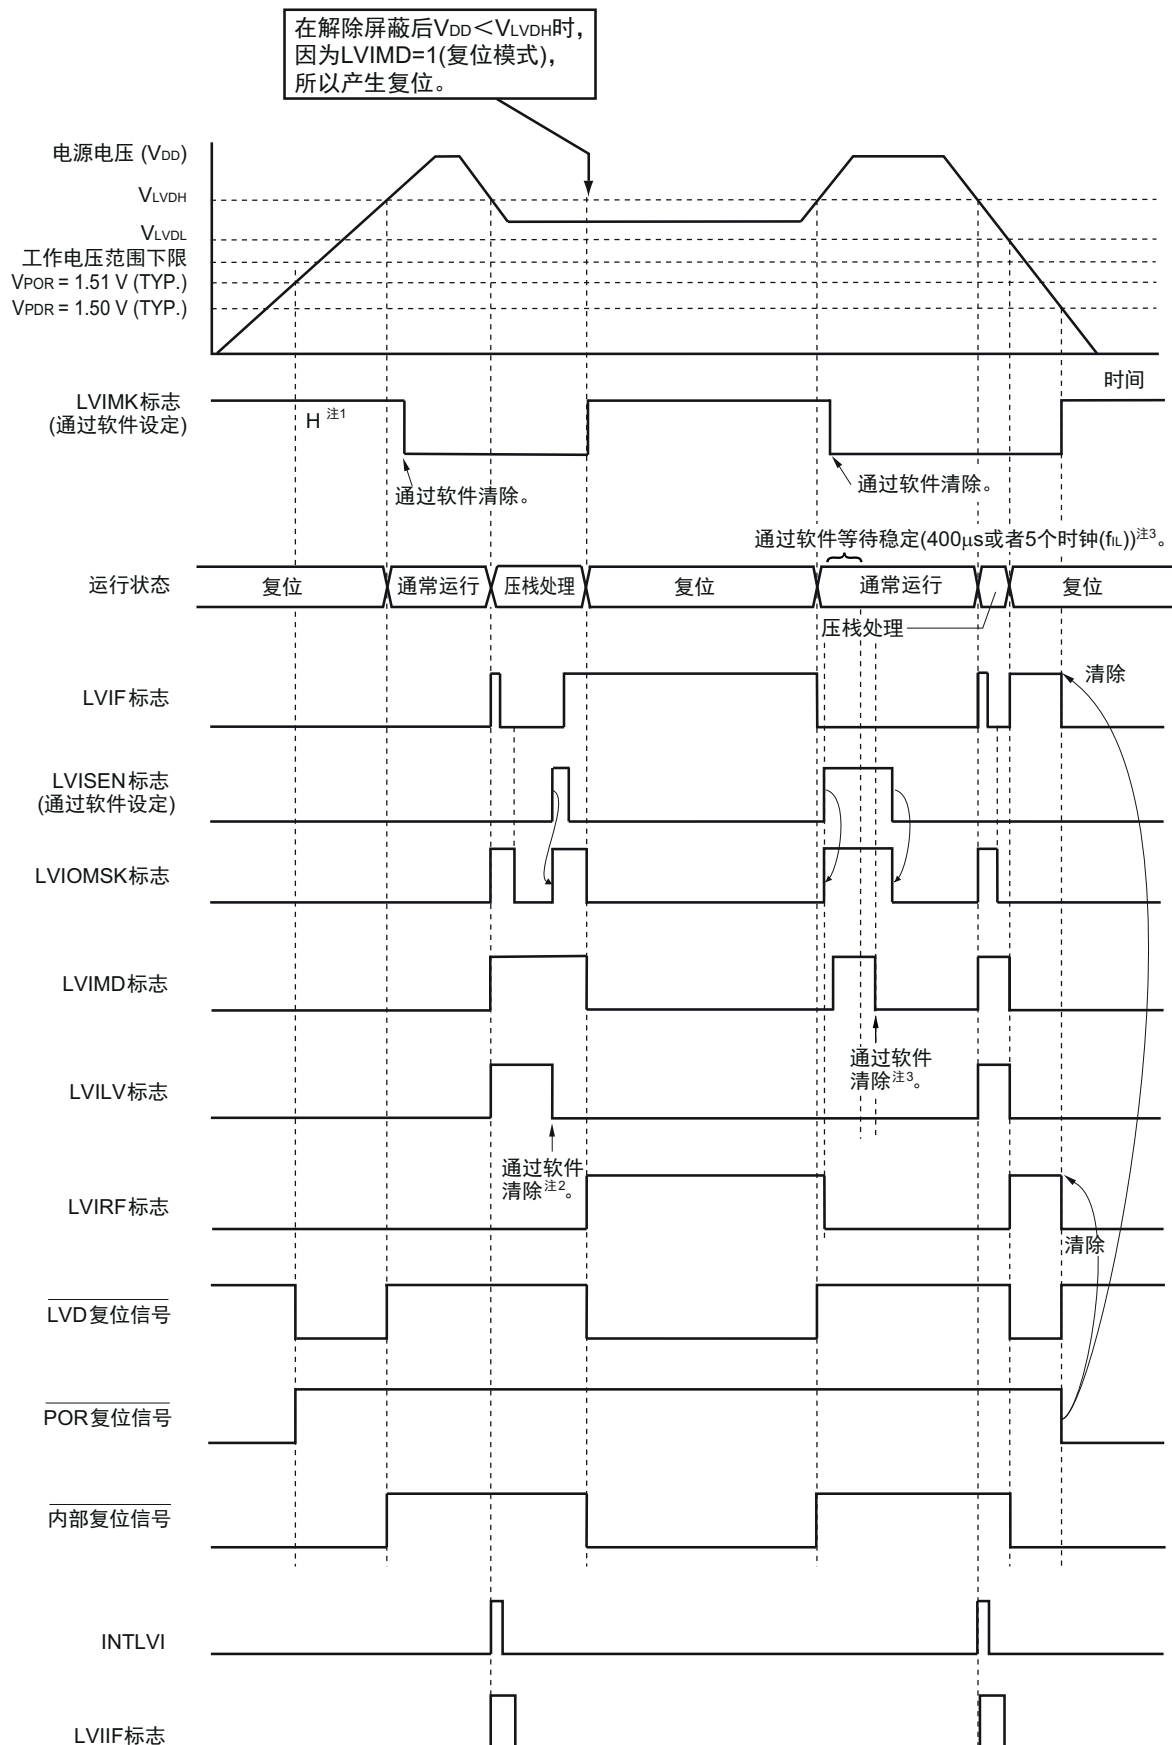 在解除屏蔽后VDD＜VLVDH时，
因为LVIMD=1(复位模式)，
所以产生复位。
电源电压 (VDD)
VLVDH
VLVDL
工作电压范围下限
VPOR = 1.51 V (TYP.)
VPDR = 1.50 V (TYP.)
时间
LVIMK标志
(通过软件设定)
H 注1
通过软件清除。
通过软件清除。
通过软件等待稳定(400μs或者5个时钟(fIL))注3。
运行状态
复位
通常运行
压栈处理
复位
通常运行
复位
压栈处理
LVIF标志
清除
LVISEN标志
(通过软件设定)
LVIOMSK标志
LVIMD标志
通过软件
清除注3。
LVILV标志
通过软件
清除注2。
LVIRF标志
清除
LVD复位信号
POR复位信号
内部复位信号
INTLVI
LVIIF标志